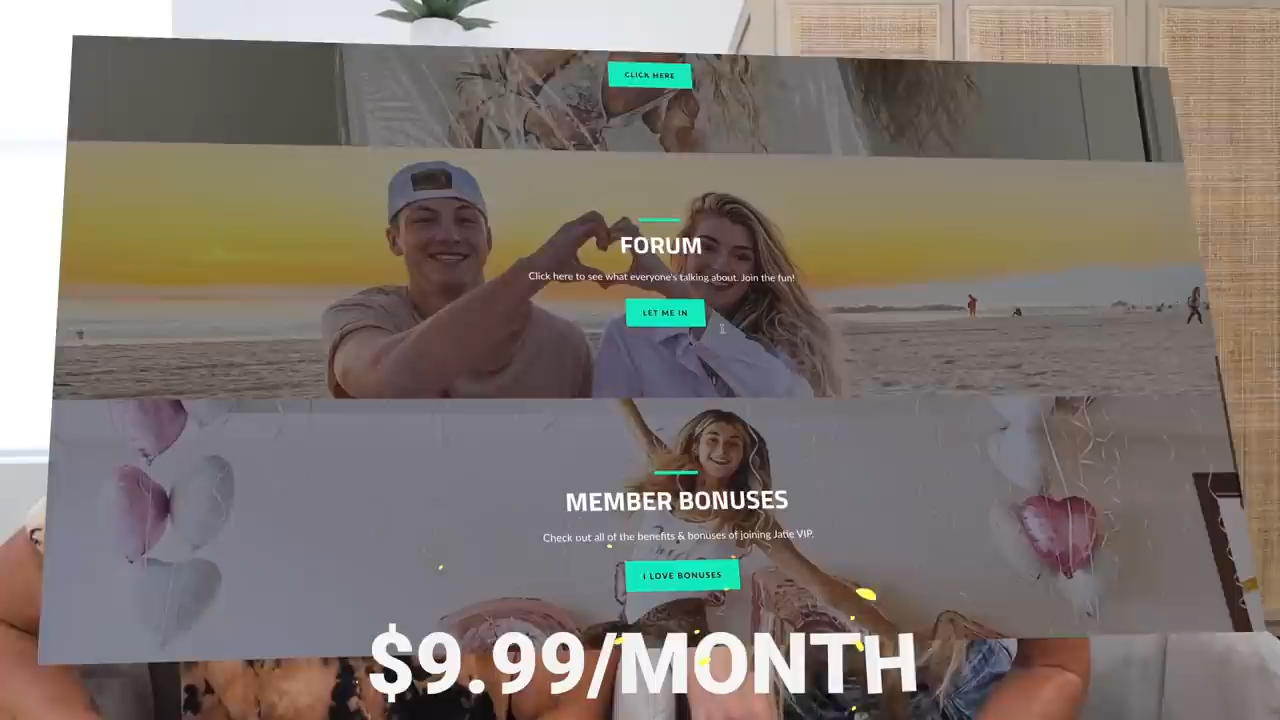 CLICK HERE
FORUM
Click here to see what everyone's talking about. Join the fun!
LET ME IN
MEMBER BONUSES
Check out all of the benefits & bonuses of joining Jatie VIP.
I LOVE BONUSES
$9.99/MONTH